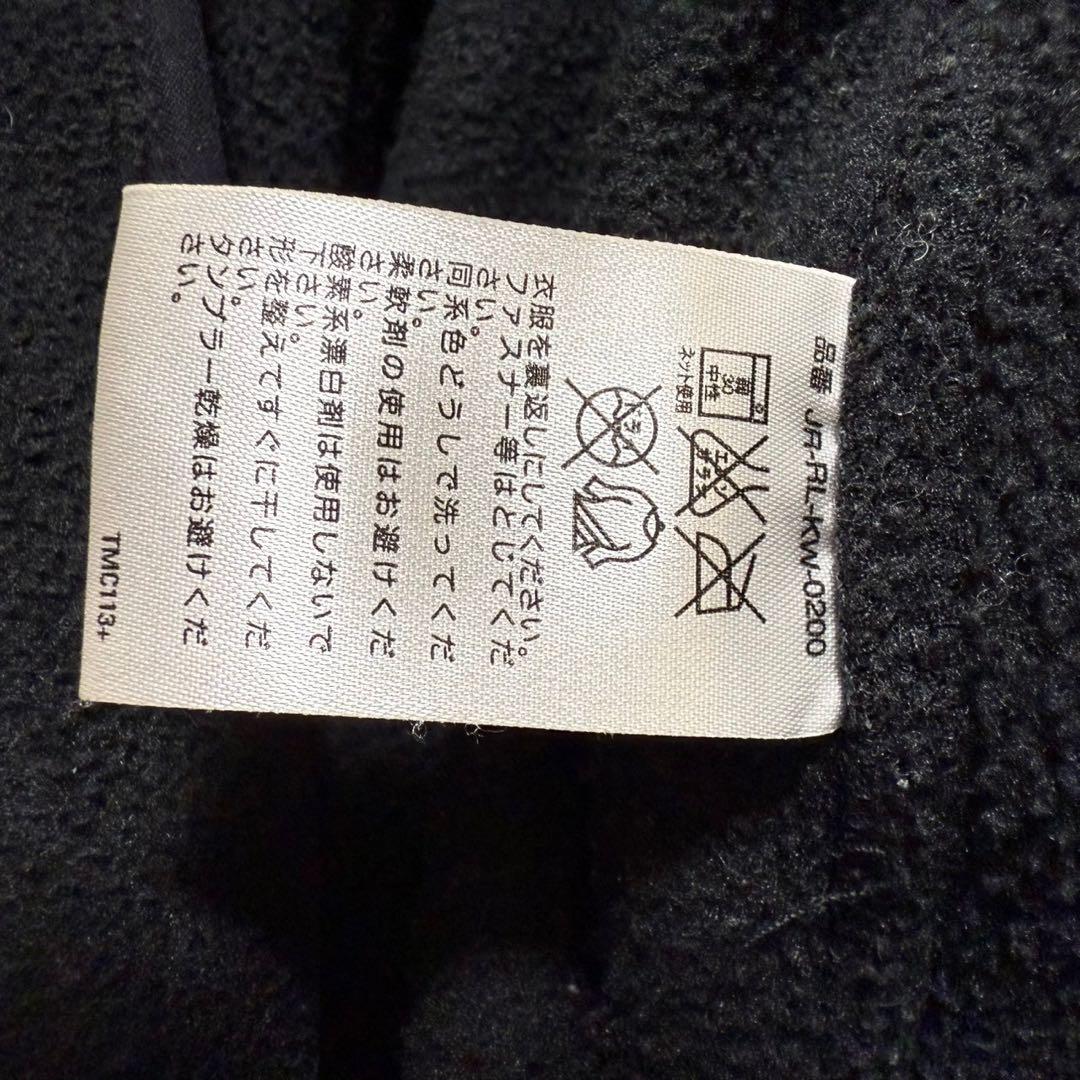 品番 JR-RL-KW-0200
弱
30
中性
ネット使用
エンソ
サラシ
ドライ
衣服を裏返しにしてください。
ファスナー等はとじてくだ
さい。
同系色どうして洗ってくだ
さい。
柔軟剤の使用はお避けくだ
さい。
酸素系漂白剤は使用しないで
下さい。
形を整えてすぐに干してくだ
さい。
タンブラー乾燥はお避けくだ
さい。
TMC113+